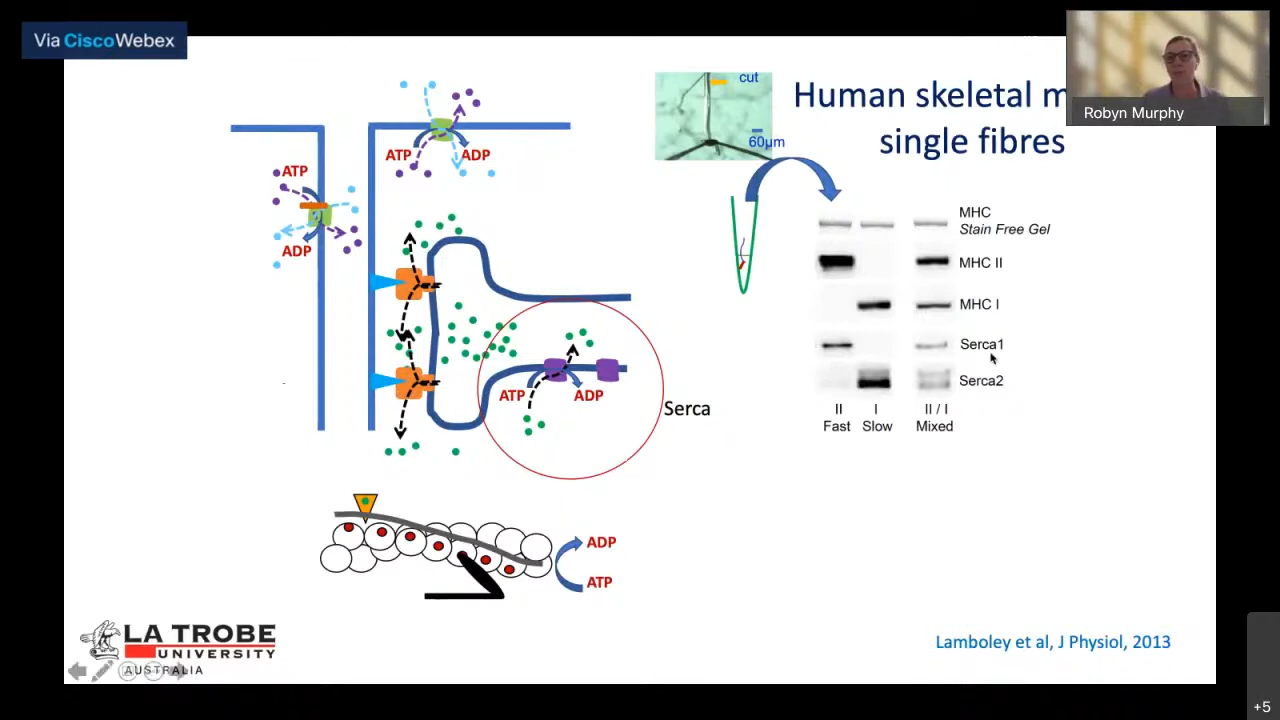 Via Cisco Webex
Robyn Murphy
Human skeletal m
single fibres
cut
60µm
ATP
ADP
ATP
ADP
ATP
ADP
Serca
MHC
Stain Free Gel
MHC II
MHC I
Serca1
Serca2
II I II / I
Fast Slow Mixed
ADP
ATP
LA TROBE
UNIVERSITY
AUSTRALIA
Lamboley et al, J Physiol, 2013
+5